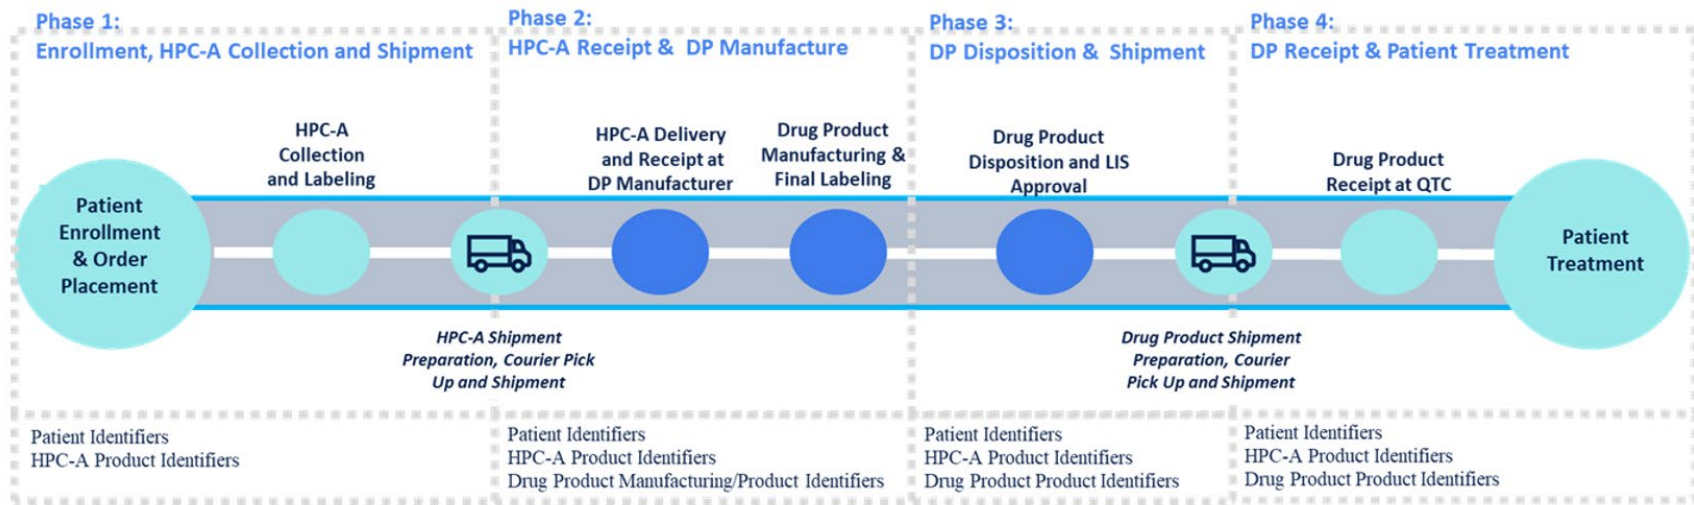 Phase 1:
Enrollment, HPC-A Collection and Shipment
Phase 2:
HPC-A Receipt & DP Manufacture
Phase 3:
DP Disposition & Shipment
Phase 4:
DP Receipt & Patient Treatment
Patient
Enrollment
& Order
Placement
HPC-A
Collection
and Labeling
HPC-A Delivery
and Receipt at
DP Manufacturer
Drug Product
Manufacturing &
Final Labeling
Drug Product
Disposition and LIS
Approval
Drug Product
Receipt at QTC
Patient
Treatment
HPC-A Shipment
Preparation, Courier Pick
Up and Shipment
Drug Product Shipment
Preparation, Courier
Pick Up and Shipment
Patient Identifiers
HPC-A Product Identifiers
Patient Identifiers
HPC-A Product Identifiers
Drug Product Manufacturing/Product Identifiers
Patient Identifiers
HPC-A Product Identifiers
Drug Product Product Identifiers
Patient Identifiers
HPC-A Product Identifiers
Drug Product Product Identifiers